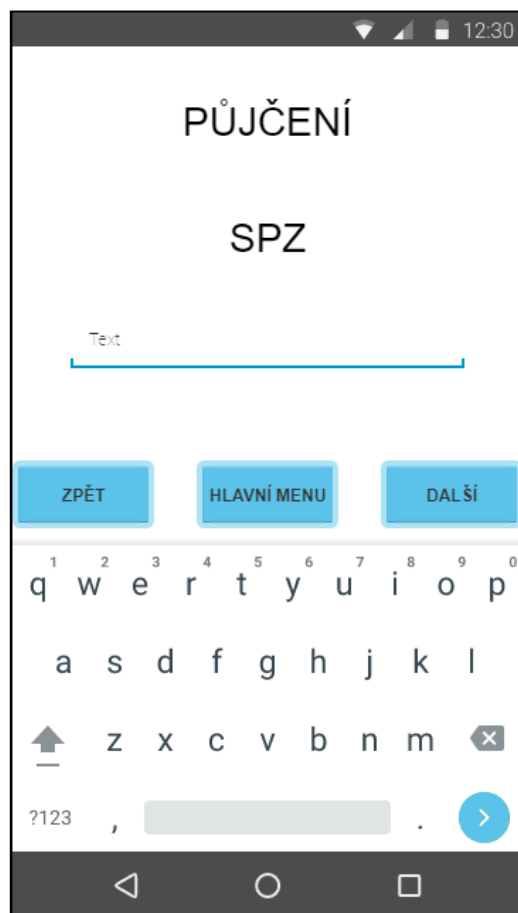 12:30
PŮJČENÍ
SPZ
Text
ZPĚT HLAVNÍ MENU DALŠÍ
1 2 3 4 5 6 7 8 9 0
q w e r t y u i o p
a s d f g h j k l
z x c v b n m
?123 , .